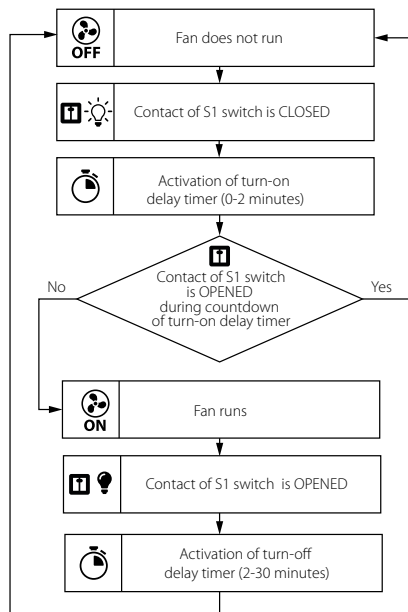 OFF
Fan does not run
Contact of S1 switch is CLOSED
Activation of turn-on
delay timer (0-2 minutes)
Contact of S1 switch
is OPENED
during countdown
of turn-on delay timer
No
Yes
ON
Fan runs
Contact of S1 switch is OPENED
Activation of turn-off
delay timer (2-30 minutes)